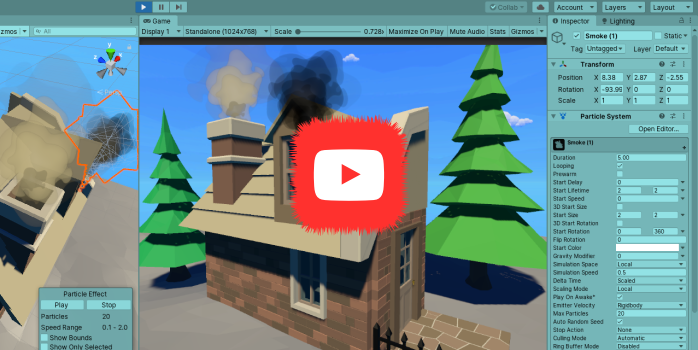 Collab
Account
Layers
Layout
Game
Inspector
Lighting
zmos
All
Display 1
Standalone (1024x768)
Scale
0.728x
Maximize On Play
Mute Audio
Stats
Gizmos
Smoke (1)
Static
Tag Untagged
Layer Default
Transform
Position X 8.38 Y 2.87 Z -2.55
Rotation X -93.99 Y 0 Z 0
Scale X 1 Y 1 Z 1
Particle System
Open Editor...
Smoke (1)
Duration 5.00
Looping
Prewarm
Start Delay 0
Start Lifetime 2 2
Start Speed 0
3D Start Size
Start Size 2 2
3D Start Rotation
Start Rotation 0 360
Flip Rotation 0
Start Color
Gravity Modifier 0
Simulation Space Local
Simulation Speed 0.5
Delta Time Scaled
Scaling Mode Local
Play On Awake*
Emitter Velocity Rigidbody
Max Particles 20
Auto Random Seed
Stop Action None
Culling Mode Automatic
Ring Buffer Mode Disabled
y
Persp
Particle Effect
Play
Stop
Particles 20
Speed Range 0.1 - 2.0
Show Bounds
Show Only Selected